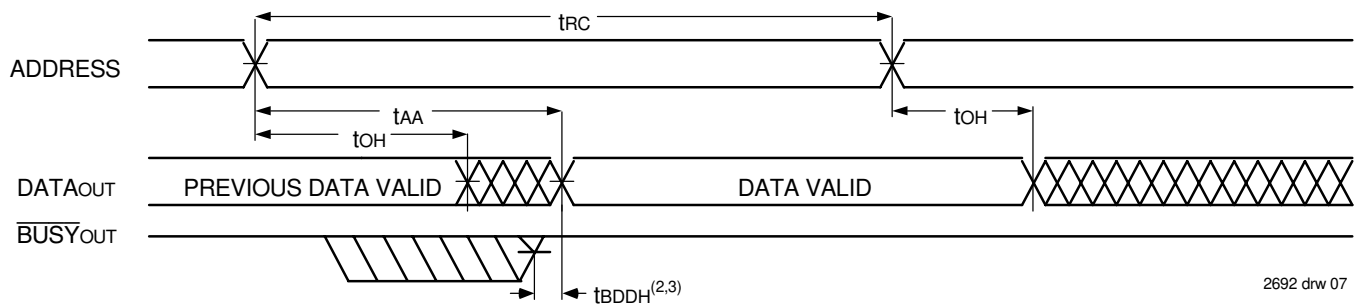 tRC
ADDRESS
tAA
tOH
tOH
DATAOUT
PREVIOUS DATA VALID
DATA VALID
BUSYOUT
tBDDH(2,3)
2692 drw 07